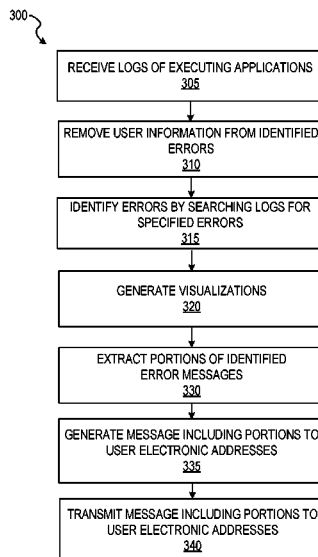 300
RECEIVE LOGS OF EXECUTING APPLICATIONS
305
REMOVE USER INFORMATION FROM IDENTIFIED
ERRORS
310
IDENTIFY ERRORS BY SEARCHING LOGS FOR
SPECIFIED ERRORS
315
GENERATE VISUALIZATIONS
320
EXTRACT PORTIONS OF IDENTIFIED
ERROR MESSAGES
330
GENERATE MESSAGE INCLUDING PORTIONS TO
USER ELECTRONIC ADDRESSES
335
TRANSMIT MESSAGE INCLUDING PORTIONS TO
USER ELECTRONIC ADDRESSES
340